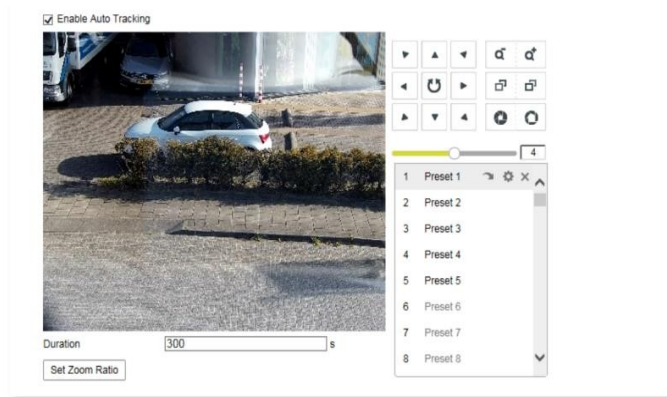 Enable Auto Tracking
4
1 Preset 1
2 Preset 2
3 Preset 3
4 Preset 4
5 Preset 5
6 Preset 6
7 Preset 7
8 Preset 8
Duration 300 s
Set Zoom Ratio